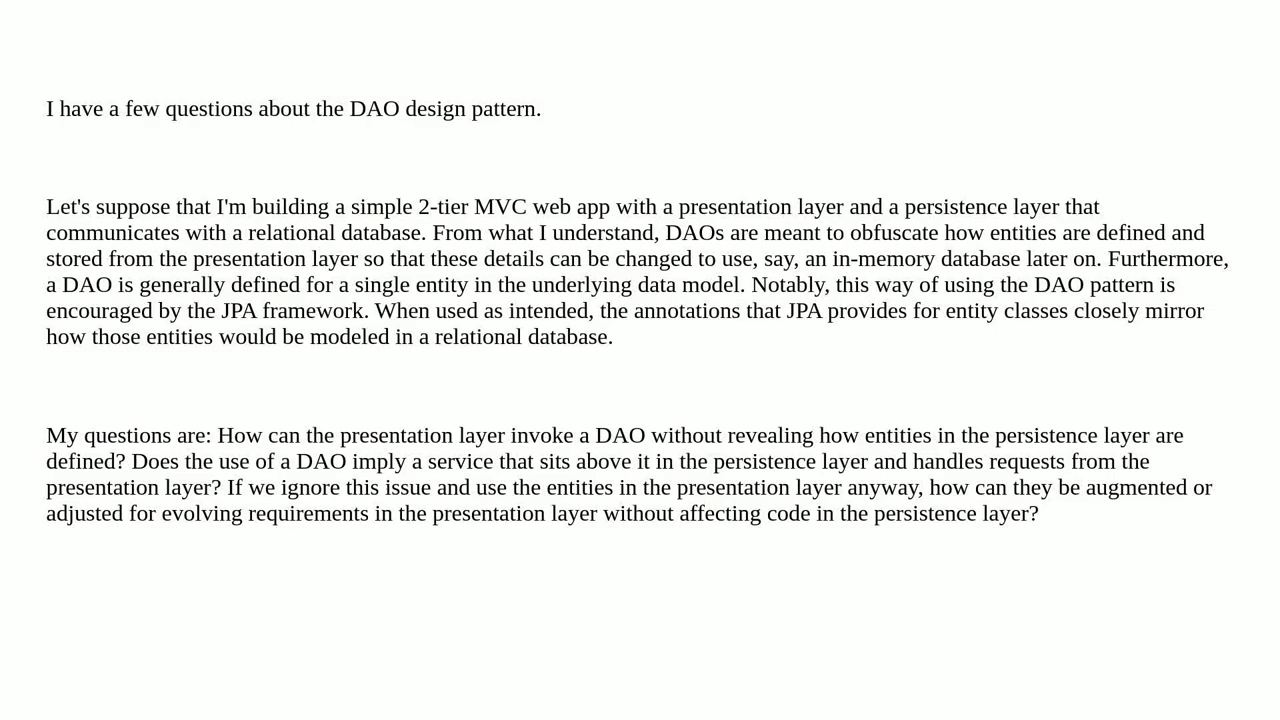 I have a few questions about the DAO design pattern.
Let's suppose that I'm building a simple 2-tier MVC web app with a presentation layer and a persistence layer that
communicates with a relational database. From what I understand, DAOs are meant to obfuscate how entities are defined and
stored from the presentation layer so that these details can be changed to use, say, an in-memory database later on. Furthermore,
a DAO is generally defined for a single entity in the underlying data model. Notably, this way of using the DAO pattern is
encouraged by the JPA framework. When used as intended, the annotations that JPA provides for entity classes closely mirror
how those entities would be modeled in a relational database.
My questions are: How can the presentation layer invoke a DAO without revealing how entities in the persistence layer are
defined? Does the use of a DAO imply a service that sits above it in the persistence layer and handles requests from the
presentation layer? If we ignore this issue and use the entities in the presentation layer anyway, how can they be augmented or
adjusted for evolving requirements in the presentation layer without affecting code in the persistence layer?